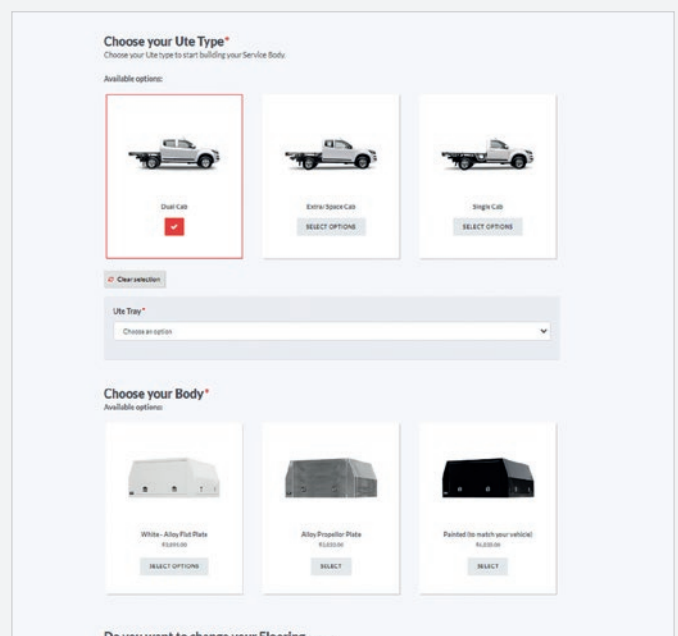 Choose your Ute Type*
Choose your Ute type to start building your Service Body.
Available options:
Dual Cab
Extra/Space Cab
SELECT OPTIONS
Single Cab
SELECT OPTIONS
Clear selection
Ute Tray*
Choose an option
Choose your Body*
Available options:
White - Alloy Flat Plate
SELECT OPTIONS
Alloy Propellor Plate
SELECT
Painted (to match your vehicle)
SELECT
Do you want to change your Flooring